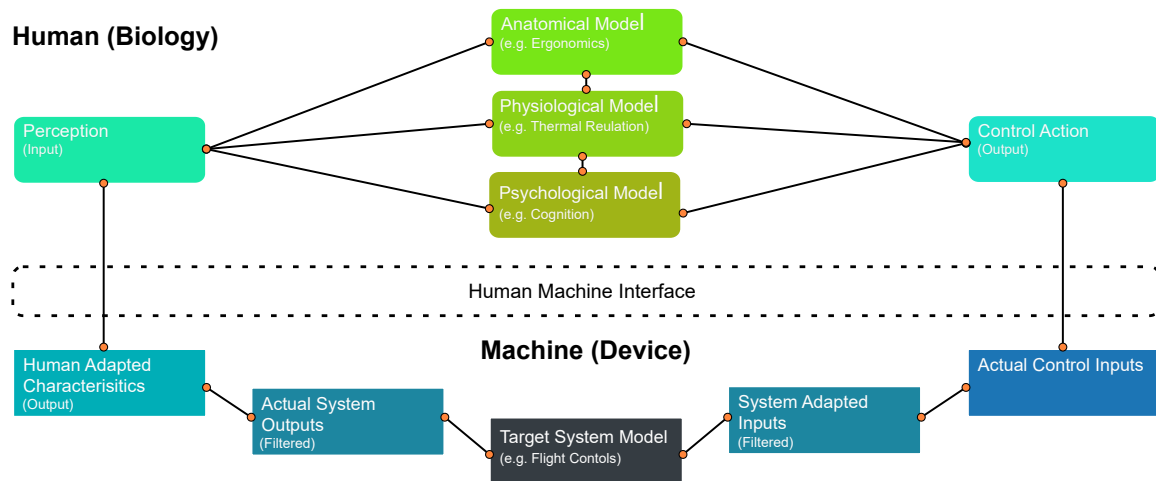 Human (Biology)
Anatomical Model
(e.g. Ergonomics)
Perception
(Input)
Physiological Model
(e.g. Thermal Reulation)
Control Action
(Output)
Psychological Model
(e.g. Cognition)
Human Machine Interface
Machine (Device)
Human Adapted
Characterisitics
(Output)
Actual System
Outputs
(Filtered)
Target System Model
(e.g. Flight Contols)
System Adapted
Inputs
(Filtered)
Actual Control Inputs